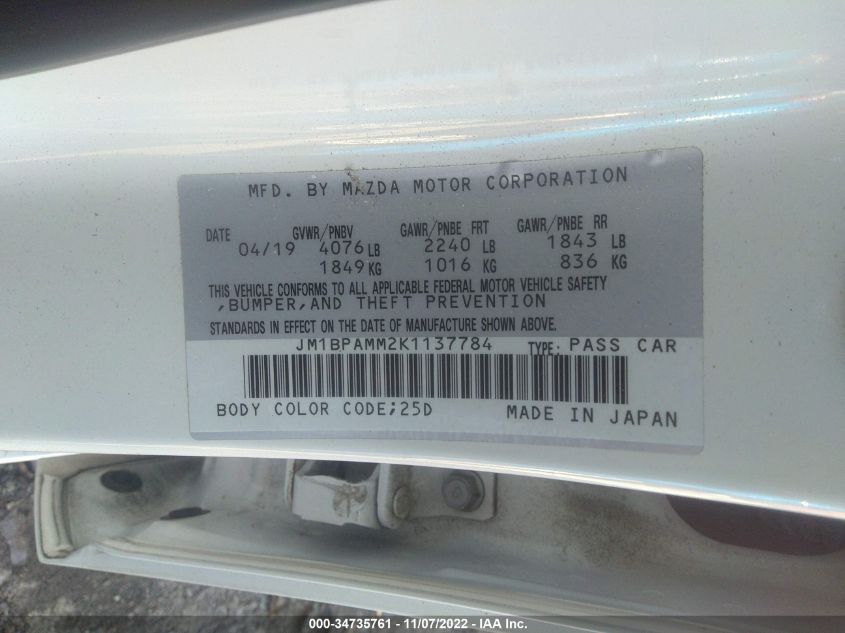 MFD. BY MAZDA MOTOR CORPORATION
DATE GVWR/PNBV GAWR/PNBE FRT GAWR/PNBE RR
04/19 4076 LB 2240 LB 1843 LB
1849 KG 1016 KG 836 KG
THIS VEHICLE CONFORMS TO ALL APPLICABLE FEDERAL MOTOR VEHICLE SAFETY
,BUMPER,AND THEFT PREVENTION
STANDARDS IN EFFECT ON THE DATE OF MANUFACTURE SHOWN ABOVE.
JM1BPAMM2K1137784 TYPE: PASS CAR
BODY COLOR CODE;25D MADE IN JAPAN
000-34735761 - 11/07/2022 - IAA Inc.